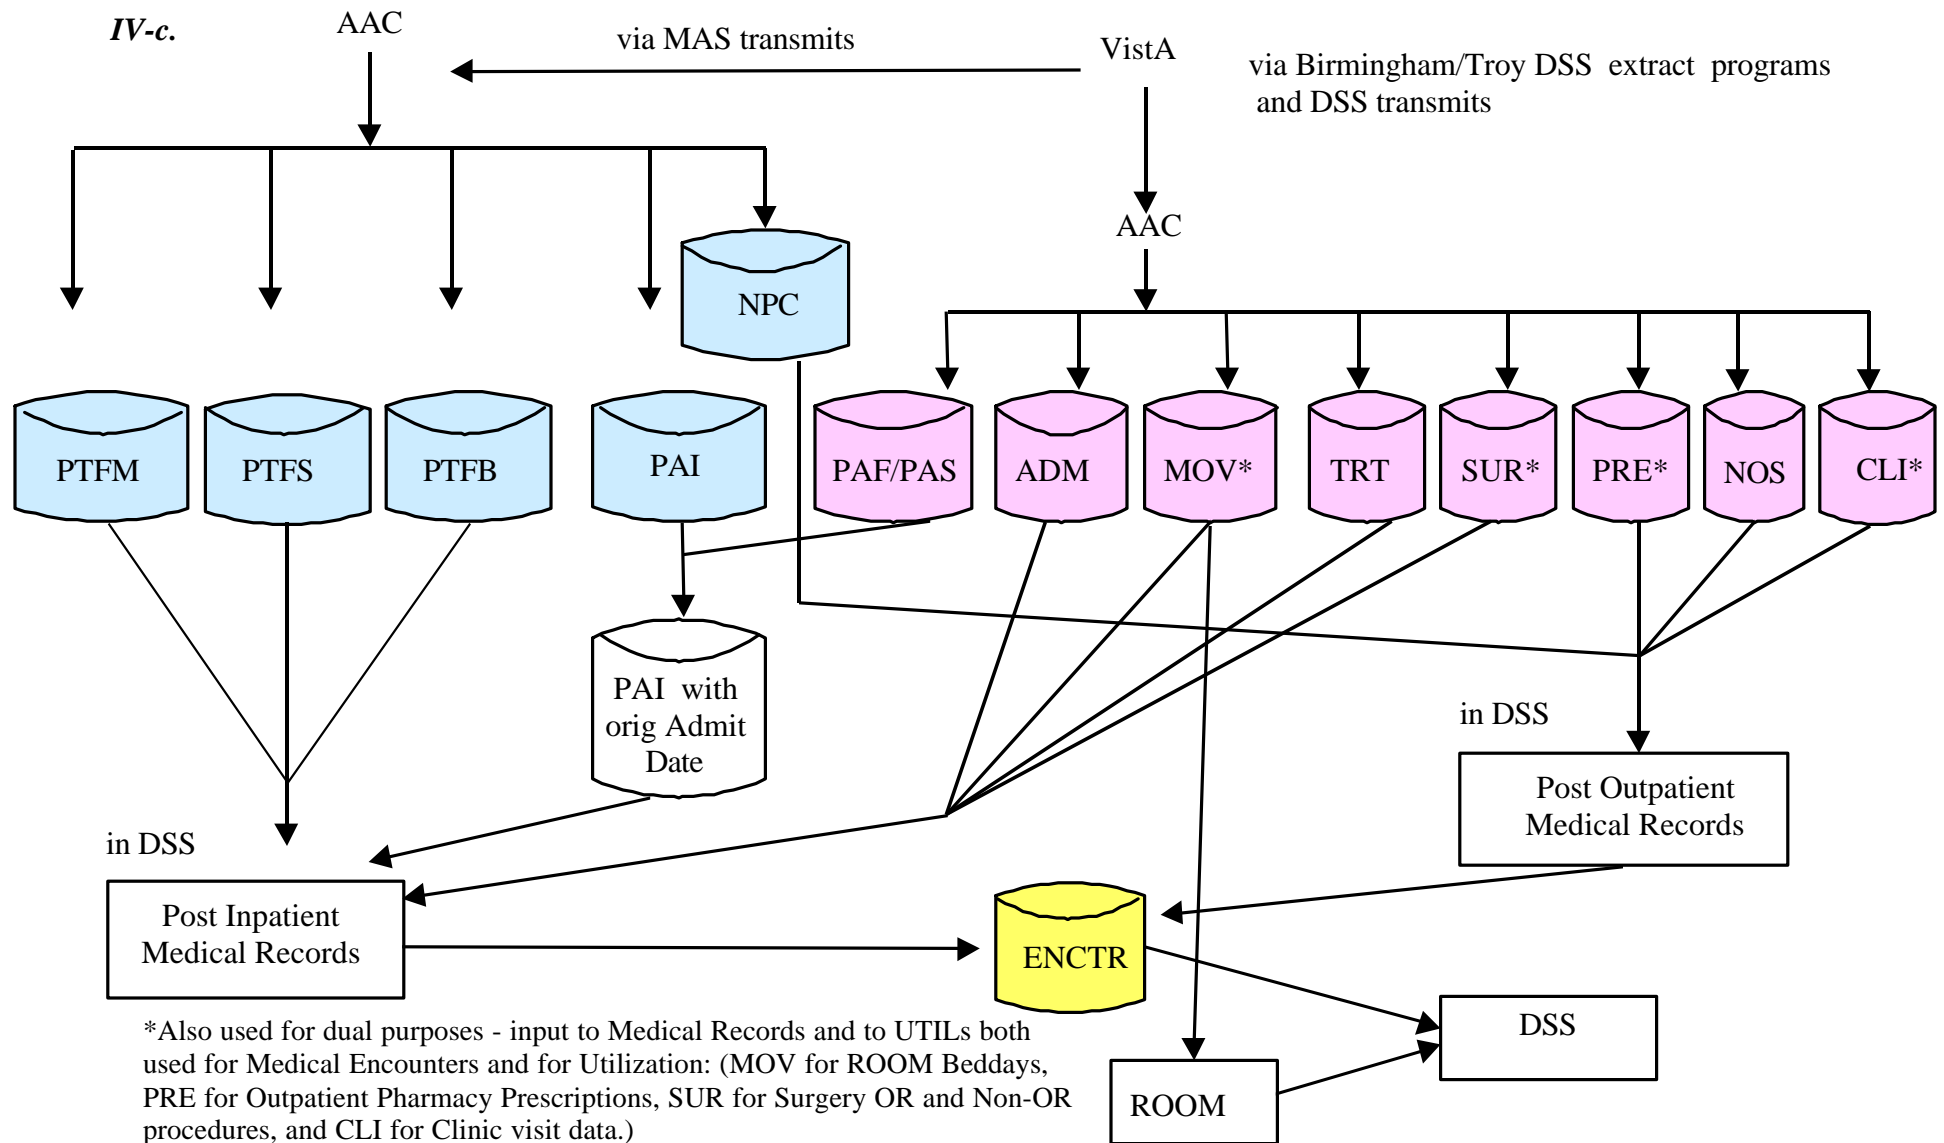 IV-c.
AAC
via MAS transmits
VistA
via Birmingham/Troy DSS extract programs
and DSS transmits
AAC
NPC
PTFM
PTFS
PTFB
PAI
PAF/PAS
ADM
MOV*
TRT
SUR*
PRE*
NOS
CLI*
PAI with
orig Admit
Date
in DSS
Post Outpatient
Medical Records
in DSS
Post Inpatient
Medical Records
ENCTR
DSS
ROOM
*Also used for dual purposes - input to Medical Records and to UTILs both
used for Medical Encounters and for Utilization: (MOV for ROOM Beddays,
PRE for Outpatient Pharmacy Prescriptions, SUR for Surgery OR and Non-OR
procedures, and CLI for Clinic visit data.)